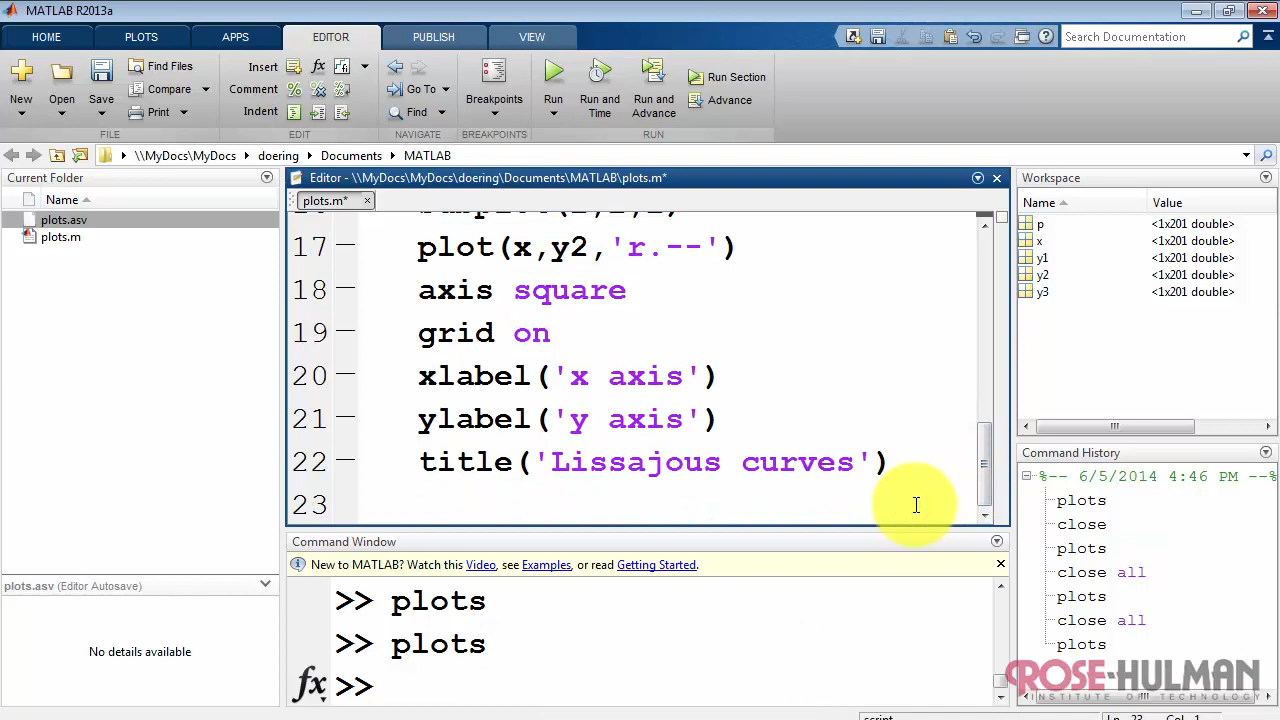 MATLAB R2013a
HOME PLOTS APPS EDITOR PUBLISH VIEW Search Documentation
New Open Save Find Files Compare Print
Insert Comment Indent fx
Go To Find Breakpoints
Run Run and Time Run and Advance Run Section Advance
FILE EDIT NAVIGATE BREAKPOINTS RUN
\\MyDocs\MyDocs doering Documents MATLAB
Current Folder
Name
plots.asv
plots.m
plots.asv (Editor Autosave)
No details available
Editor - \\MyDocs\MyDocs\doering\Documents\MATLAB\plots.m*
plots.m*
17 plot(x,y2,'r.--')
18 axis square
19 grid on
20 xlabel('x axis')
21 ylabel('y axis')
22 title('Lissajous curves')
23
Command Window
New to MATLAB? Watch this Video, see Examples, or read Getting Started.
>> plots
>> plots
fx >>
Workspace
Name Value
p <1x201 double>
x <1x201 double>
y1 <1x201 double>
y2 <1x201 double>
y3 <1x201 double>
Command History
%-- 6/5/2014 4:46 PM --%
plots
close
plots
close all
plots
close all
plots
ROSE-HULMAN
INSTITUTE OF TECHNOLOGY